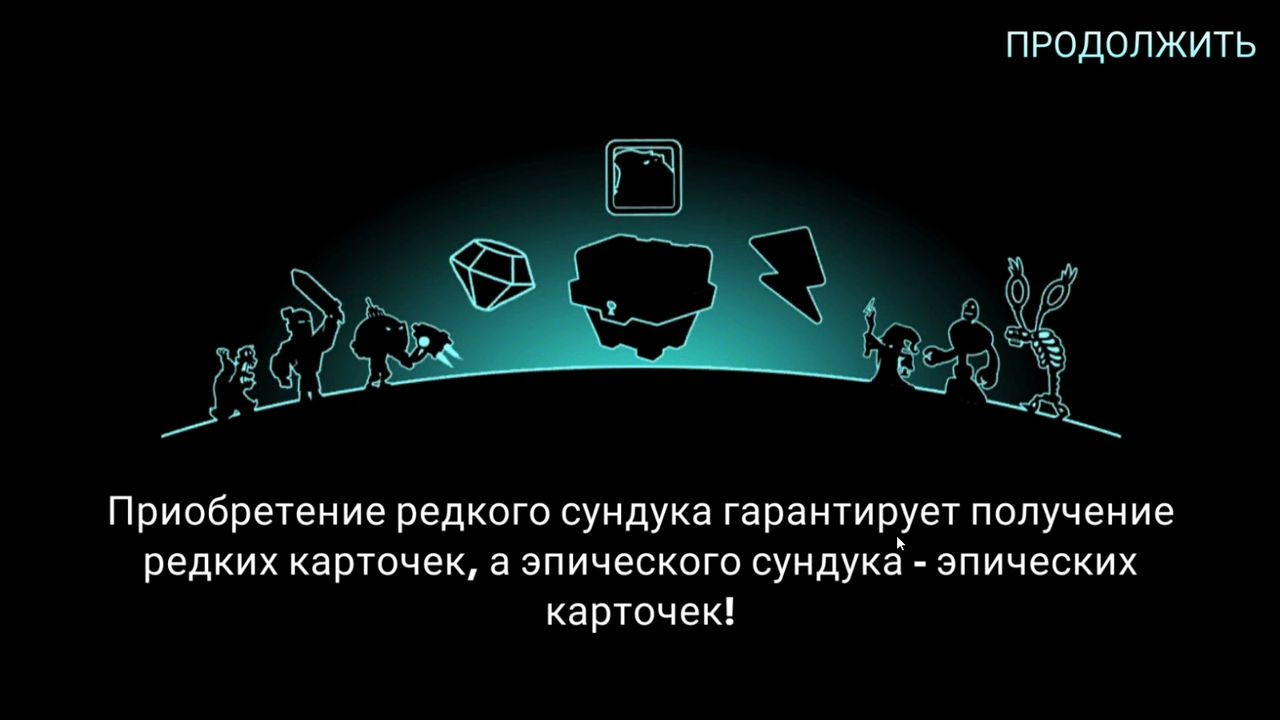 ПРОДОЛЖИТЬ
Приобретение редкого сундука гарантирует получение
редких карточек, а эпического сундука - эпических
карточек!